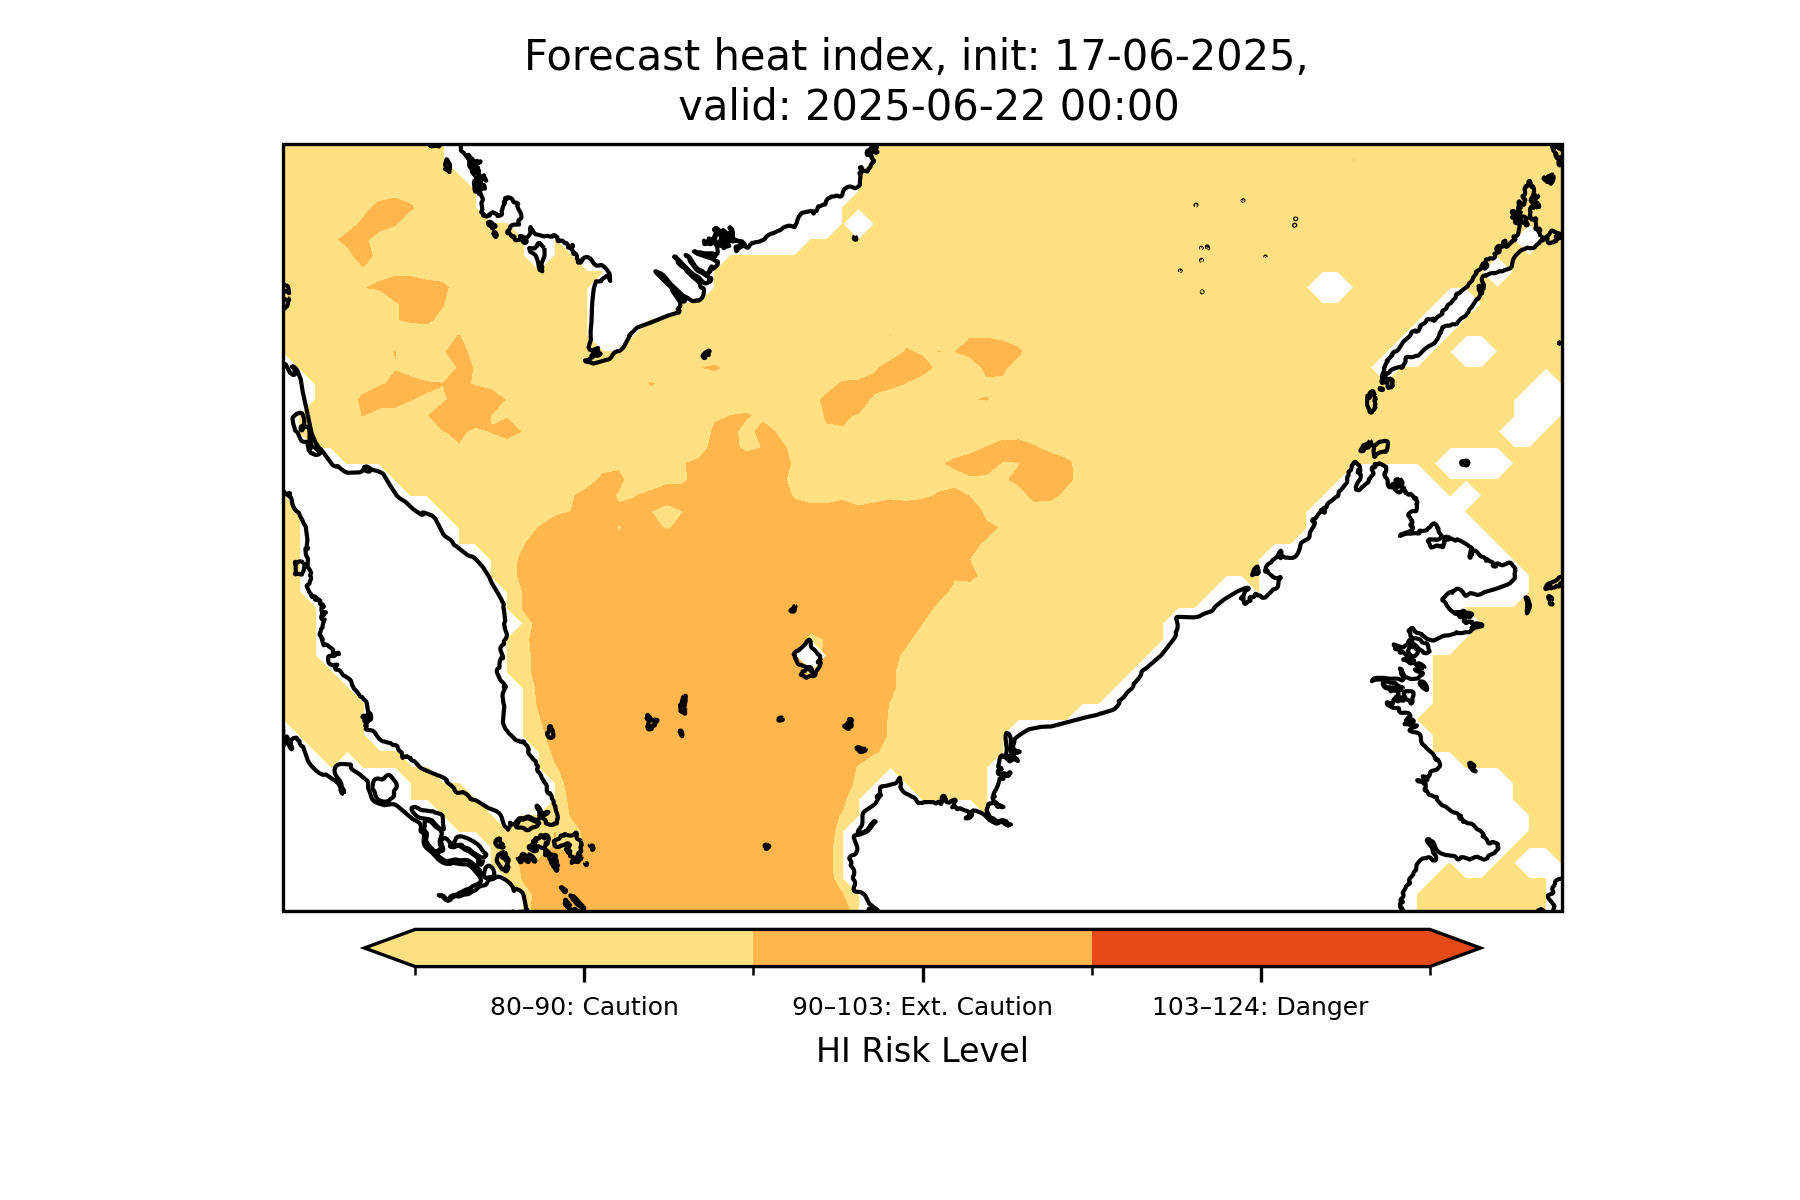 Forecast heat index, init: 17-06-2025,
valid: 2025-06-22 00:00
80–90: Caution
90–103: Ext. Caution
103–124: Danger
HI Risk Level